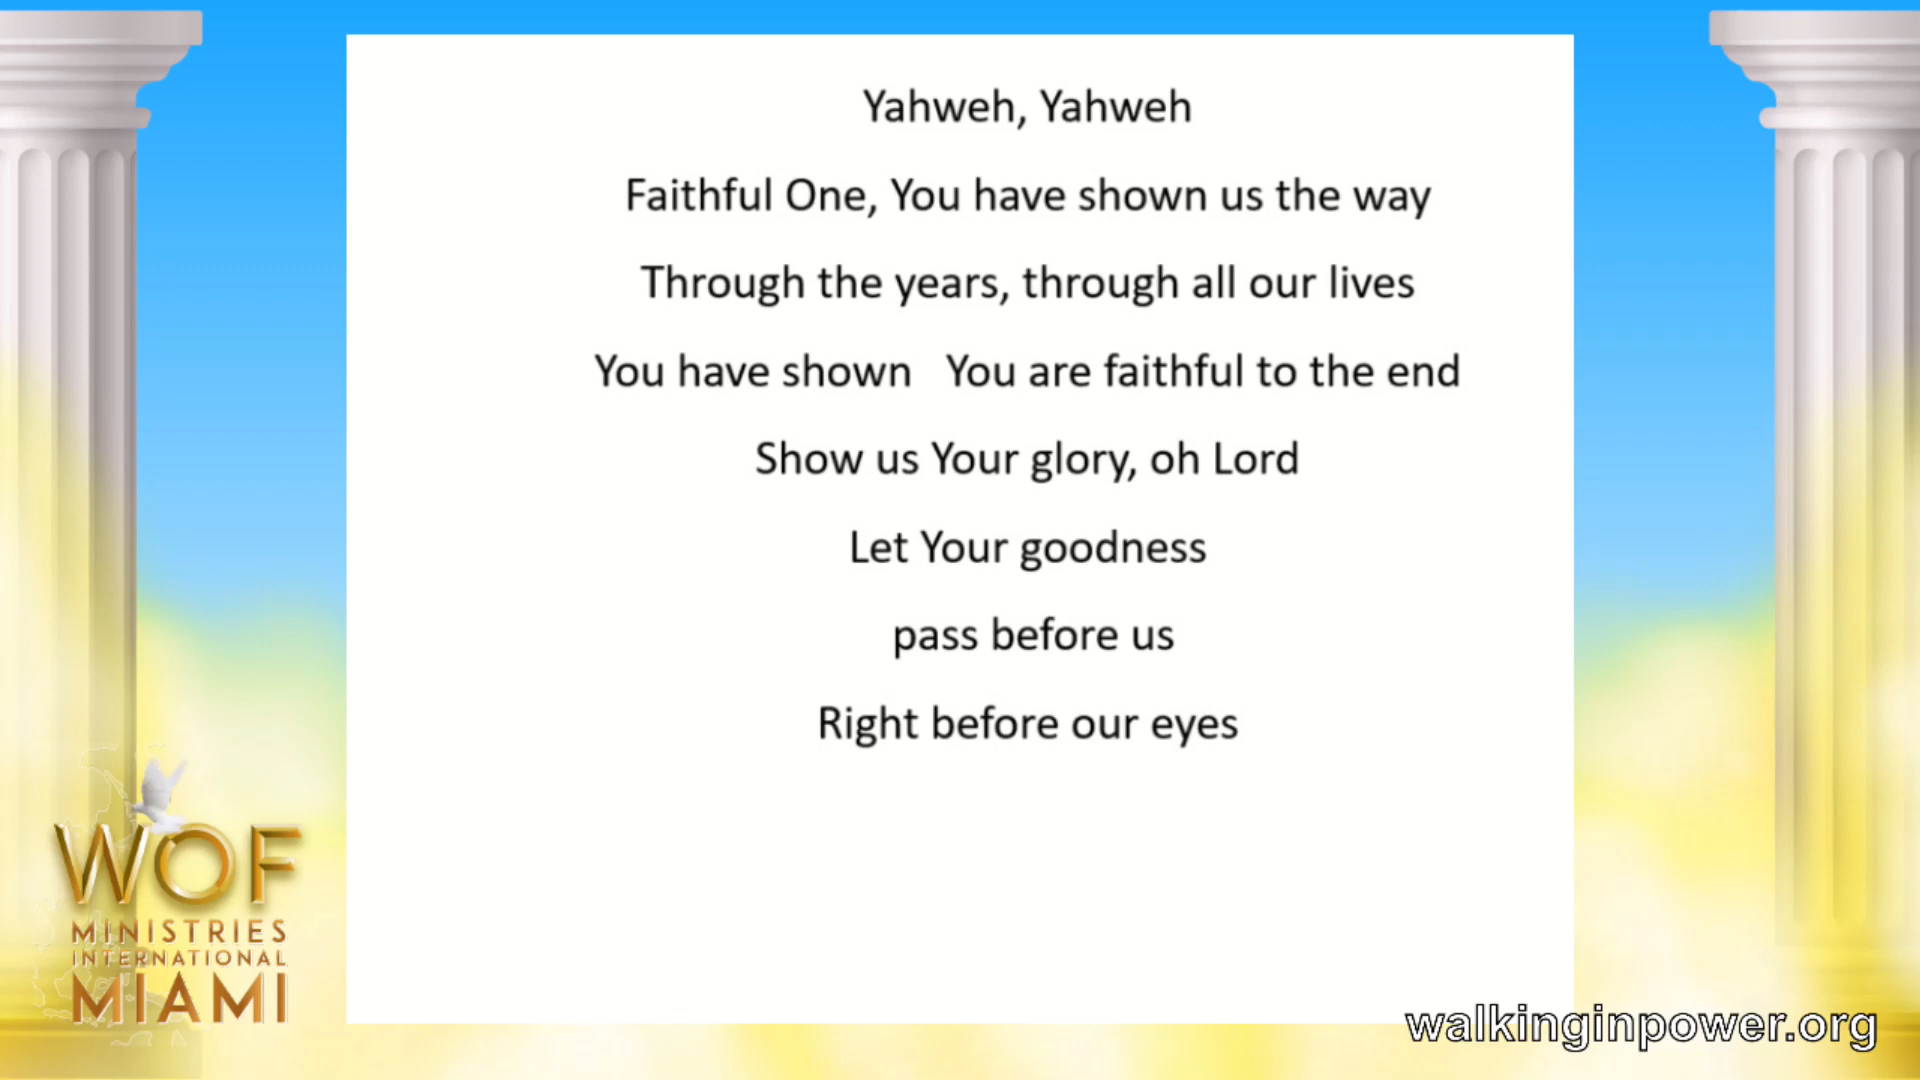 Yahweh, Yahweh
Faithful One, You have shown us the way
Through the years, through all our lives
You have shown   You are faithful to the end
Show us Your glory, oh Lord
Let Your goodness
pass before us
Right before our eyes
WOF
MINISTRIES
INTERNATIONAL
MIAMI
walkinginpower.org